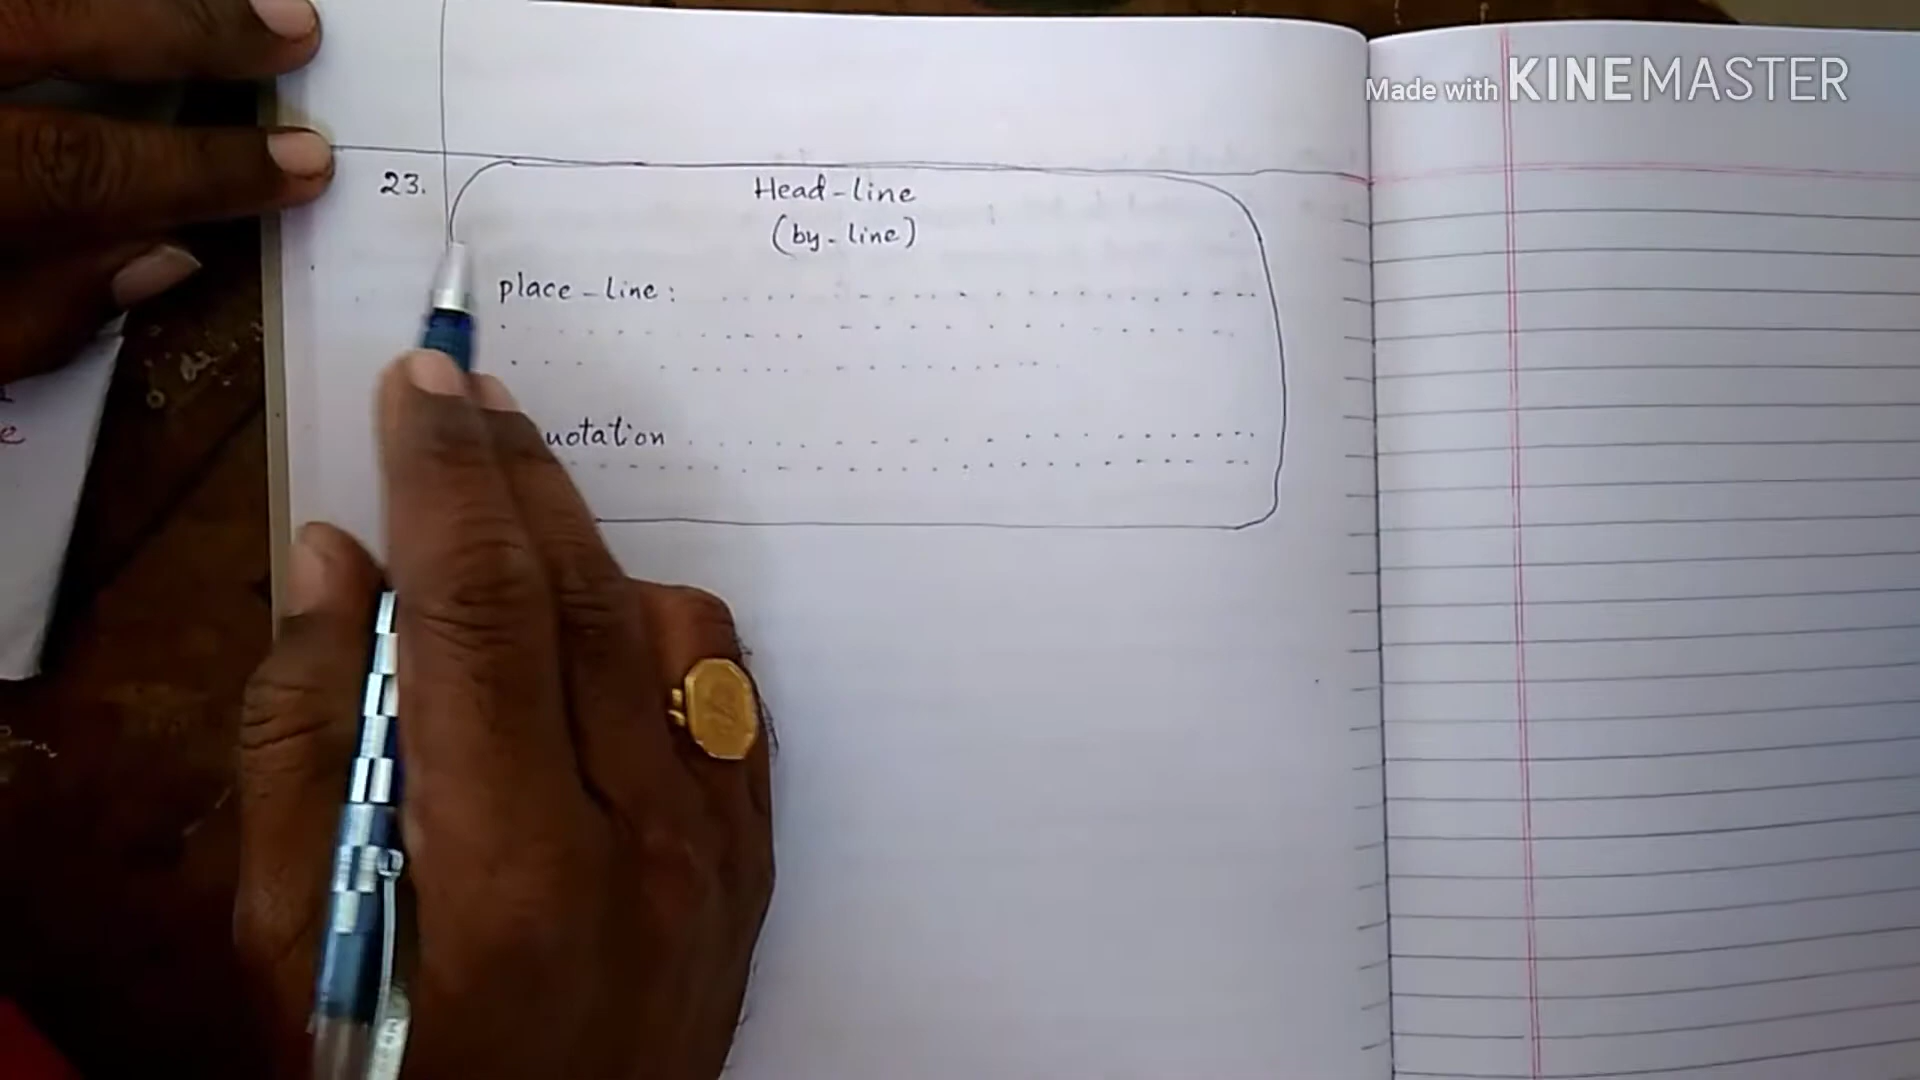 Made with KINEMASTER
23.
Head-line
(by-line)
place-line: . . . . . . . . . . . . . . . . . . .
. . . . . . . . . . . . . . . . . . . . . .
. . . . . . . . . . . . . . . . . .
uotation . . . . . . . . . . . . . . . . . .
. . . . . . . . . . . . . . . . . . . .
e